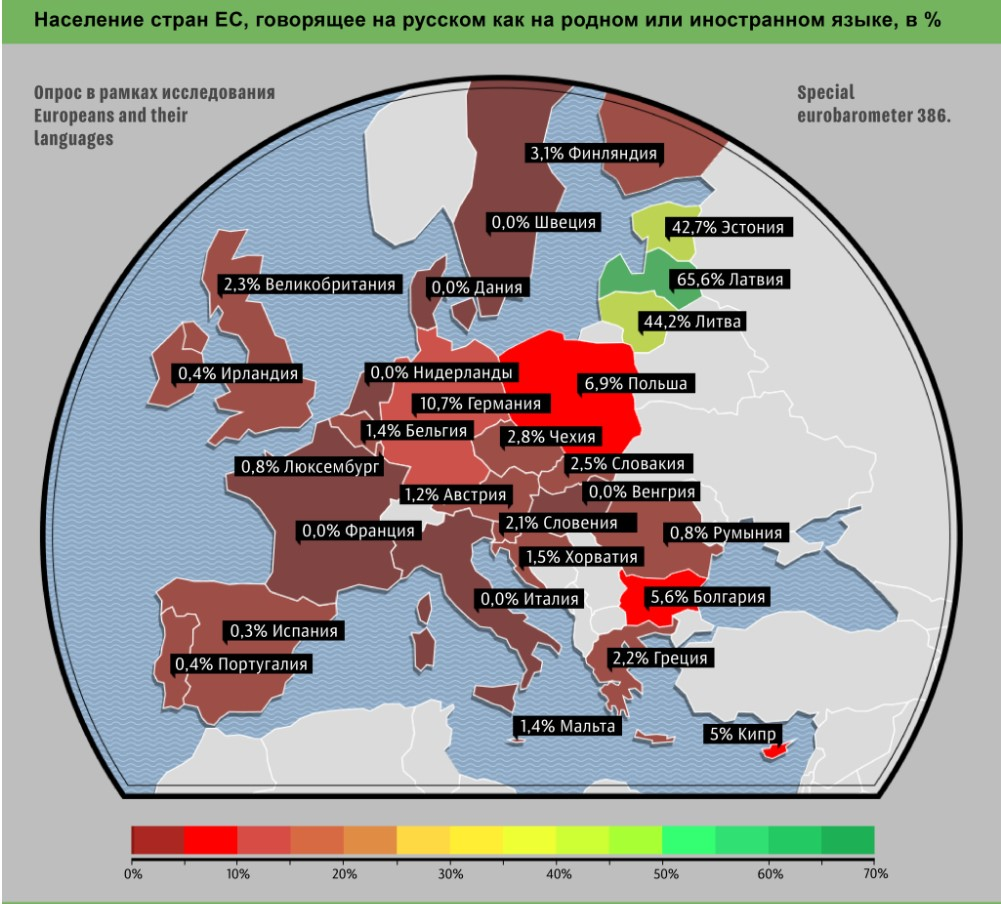 Население стран ЕС, говорящее на русском как на родном или иностранном языке, в %
Опрос в рамках исследования
Europeans and their
languages
Special
eurobarometer 386.
3,1% Финляндия
0,0% Швеция
42,7% Эстония
65,6% Латвия
2,3% Великобритания
0,0% Дания
44,2% Литва
0,4% Ирландия
0,0% Нидерланды
6,9% Польша
10,7% Германия
1,4% Бельгия
2,8% Чехия
0,8% Люксембург
2,5% Словакия
1,2% Австрия
0,0% Венгрия
2,1% Словения
0,0% Франция
0,8% Румыния
1,5% Хорватия
0,0% Италия
5,6% Болгария
0,3% Испания
0,4% Португалия
2,2% Греция
1,4% Мальта
5% Кипр
0% 10% 20% 30% 40% 50% 60% 70%